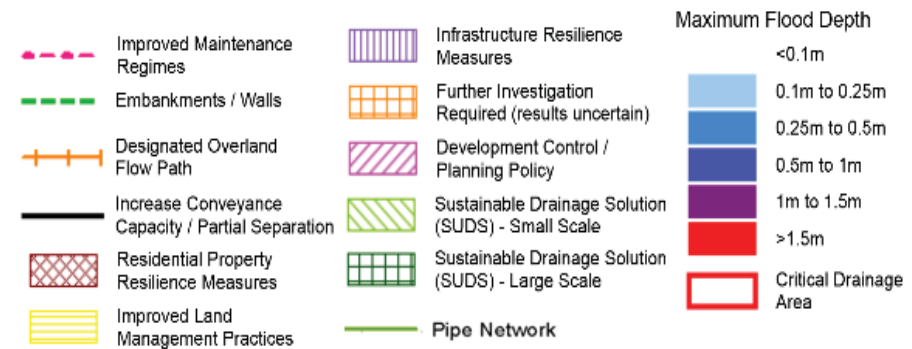 Improved Maintenance
Regimes
Embankments / Walls
Designated Overland
Flow Path
Increase Conveyance
Capacity / Partial Separation
Residential Property
Resilience Measures
Improved Land
Management Practices
Infrastructure Resilience
Measures
Further Investigation
Required (results uncertain)
Development Control /
Planning Policy
Sustainable Drainage Solution
(SUDS) - Small Scale
Sustainable Drainage Solution
(SUDS) - Large Scale
Pipe Network
Maximum Flood Depth
<0.1m
0.1m to 0.25m
0.25m to 0.5m
0.5m to 1m
1m to 1.5m
>1.5m
Critical Drainage
Area